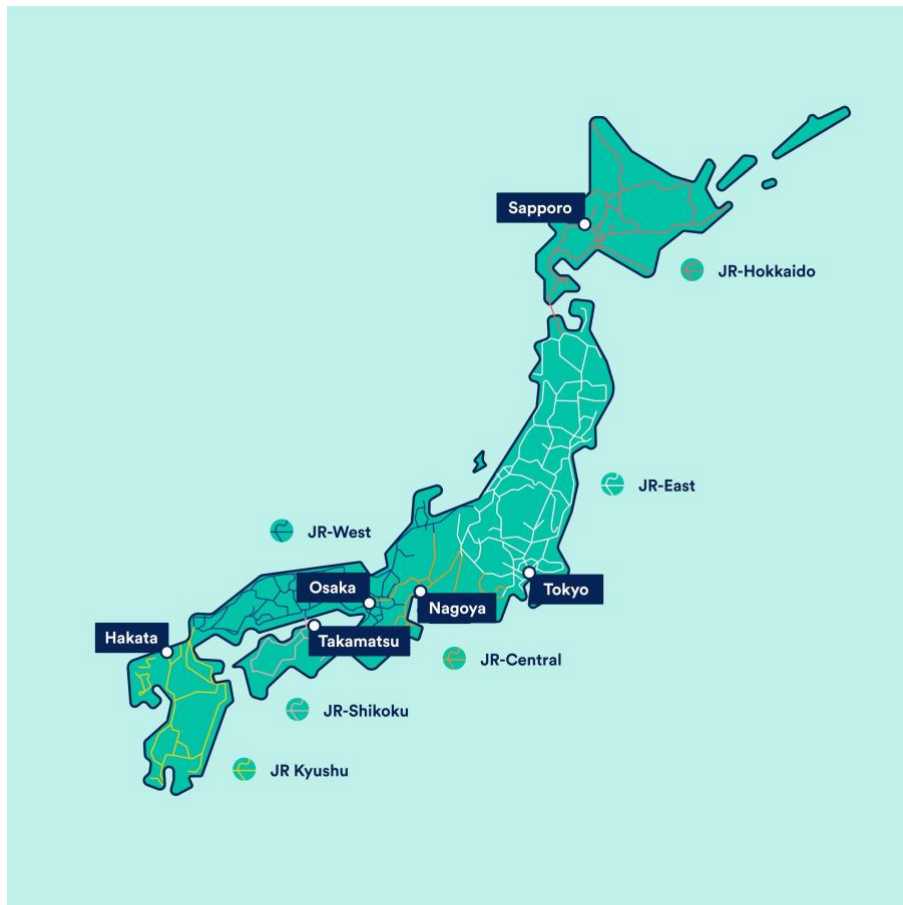 Sapporo
JR-Hokkaido
JR-East
JR-West
Osaka
Tokyo
Nagoya
Hakata
Takamatsu
JR-Central
JR-Shikoku
JR Kyushu